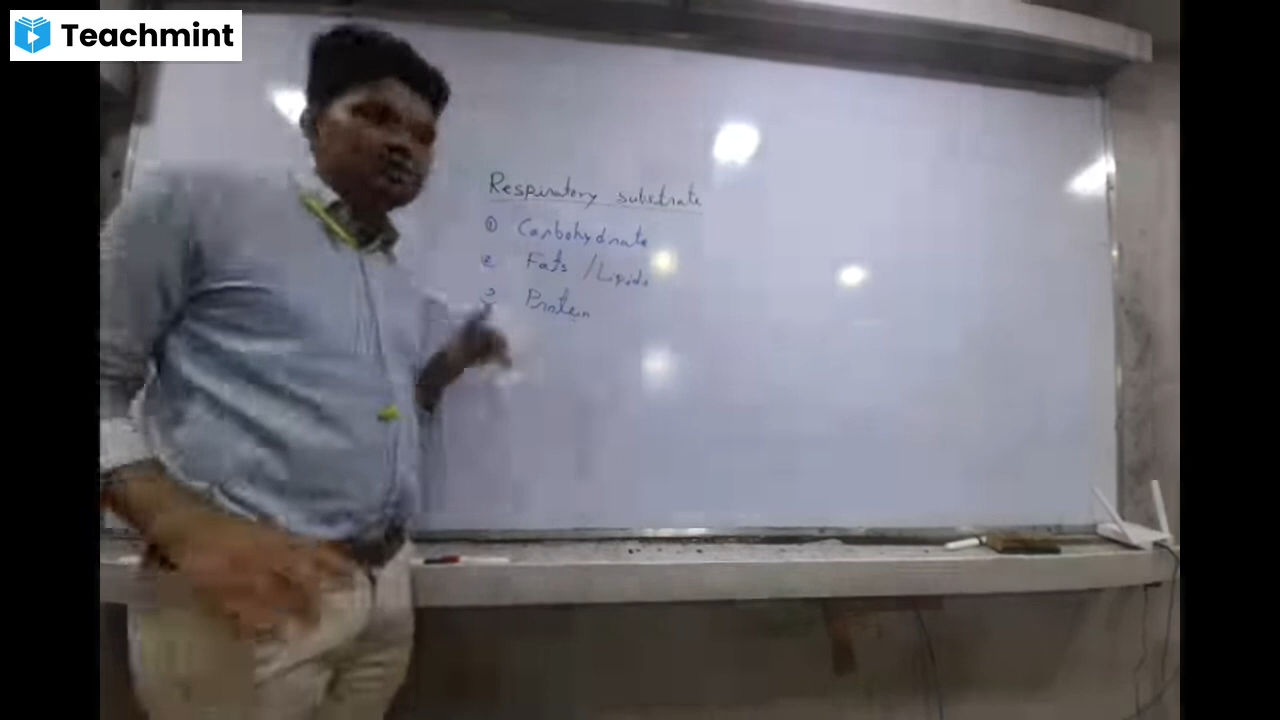 Teachmint
Respiratory substrate
① Carbohydrate
2 Fats / Lipids
3 Protein